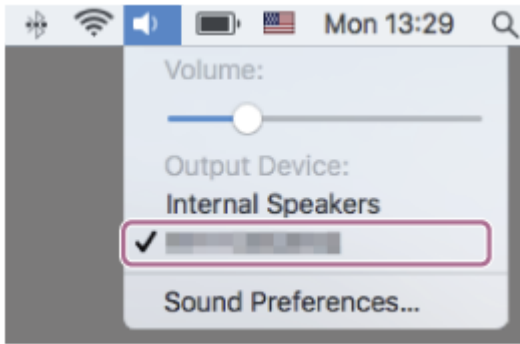 Mon 13:29
Volume:
Output Device:
Internal Speakers
Sound Preferences...